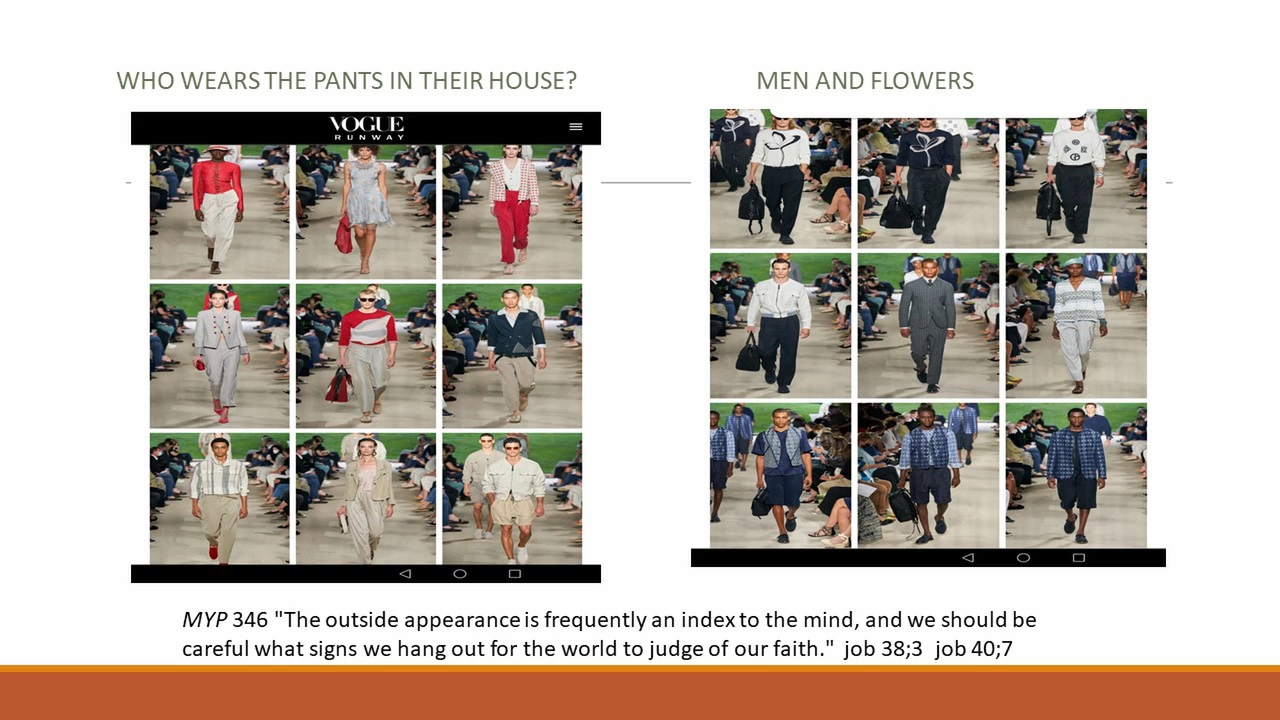 WHO WEARS THE PANTS IN THEIR HOUSE?
MEN AND FLOWERS
VOGUE
RUNWAY
MYP 346 "The outside appearance is frequently an index to the mind, and we should be
careful what signs we hang out for the world to judge of our faith."  job 38;3  job 40;7